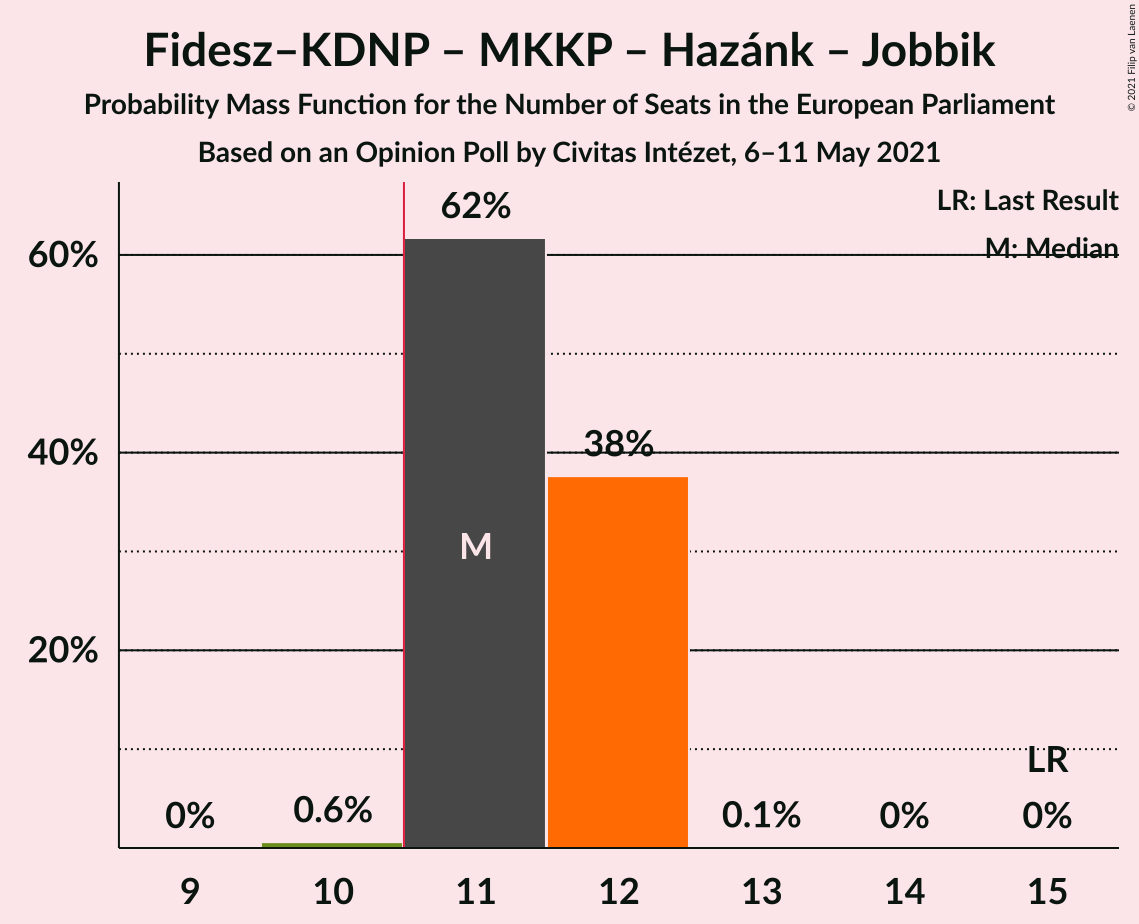 Fidesz–KDNP – MKKP – Hazánk – Jobbik
Probability Mass Function for the Number of Seats in the European Parliament
Based on an Opinion Poll by Civitas Intézet, 6–11 May 2021
© 2021 Filip van Laenen
LR: Last Result
M: Median
60%
40%
20%
0%
0.6%
62%
M
38%
0.1%
0%
LR
0%
9
10
11
12
13
14
15